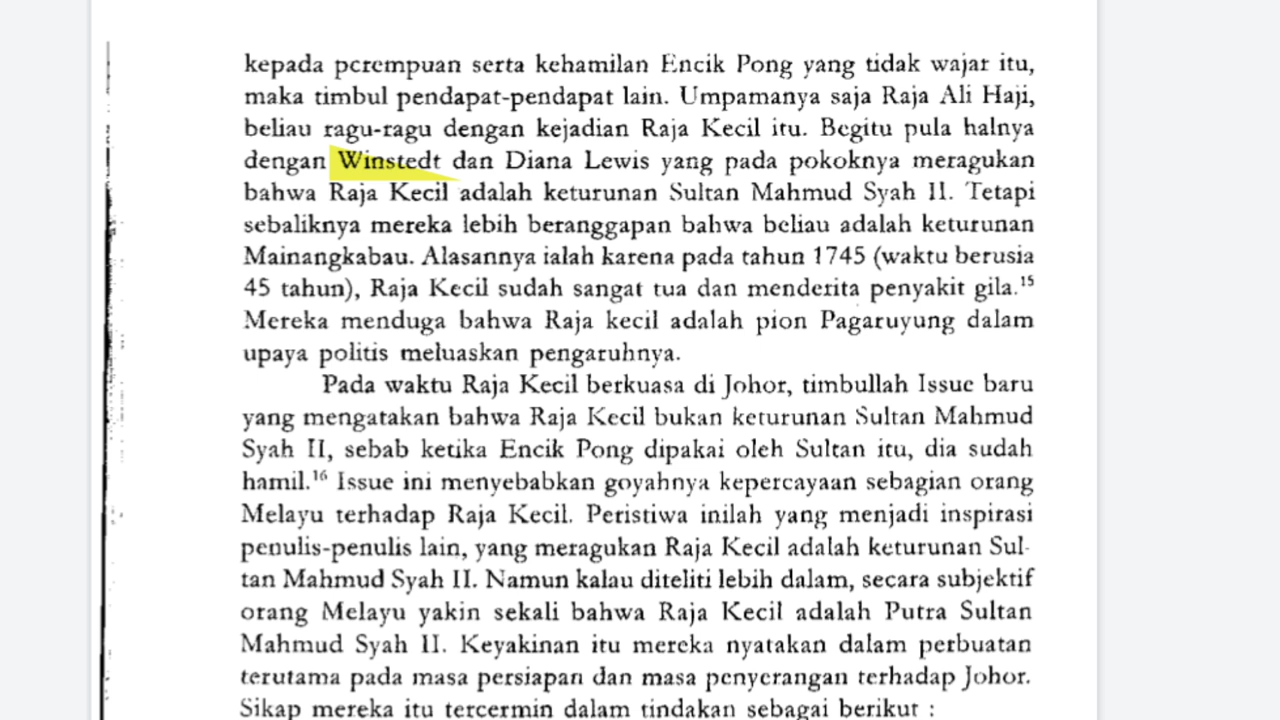 kepada perempuan serta kehamilan Encik Pong yang tidak wajar itu,
maka timbul pendapat-pendapat lain. Umpamanya saja Raja Ali Haji,
beliau ragu-ragu dengan kejadian Raja Kecil itu. Begitu pula halnya
dengan Winstedt dan Diana Lewis yang pada pokoknya meragukan
bahwa Raja Kecil adalah keturunan Sultan Mahmud Syah II. Tetapi
sebaliknya mereka lebih beranggapan bahwa beliau adalah keturunan
Mainangkabau. Alasannya ialah karena pada tahun 1745 (waktu berusia
45 tahun), Raja Kecil sudah sangat tua dan menderita penyakit gila.¹⁵
Mereka menduga bahwa Raja kecil adalah pion Pagaruyung dalam
upaya politis meluaskan pengaruhnya.
Pada waktu Raja Kecil berkuasa di Johor, timbullah Issue baru
yang mengatakan bahwa Raja Kecil bukan keturunan Sultan Mahmud
Syah II, sebab ketika Encik Pong dipakai oleh Sultan itu, dia sudah
hamil.¹⁶ Issue ini menyebabkan goyahnya kepercayaan sebagian orang
Melayu terhadap Raja Kecil. Peristiwa inilah yang menjadi inspirasi
penulis-penulis lain, yang meragukan Raja Kecil adalah keturunan Sul-
tan Mahmud Syah II. Namun kalau diteliti lebih dalam, secara subjektif
orang Melayu yakin sekali bahwa Raja Kecil adalah Putra Sultan
Mahmud Syah II. Keyakinan itu mereka nyatakan dalam perbuatan
terutama pada masa persiapan dan masa penyerangan terhadap Johor.
Sikap mereka itu tercermin dalam tindakan sebagai berikut :